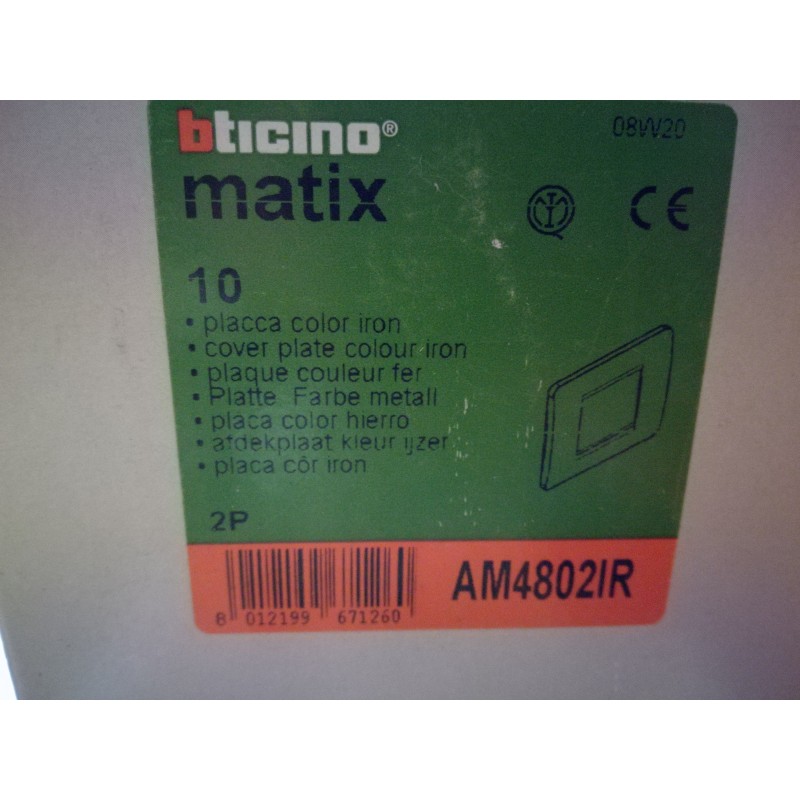 bticino®
08W20
matix
CE
10
• placca color iron
• cover plate colour iron
• plaque couleur fer
• Platte Farbe metall
• placa color hierro
• afdekplaat kleur ijzer
• placa côr iron
2P
AM4802IR
8 012199 671260